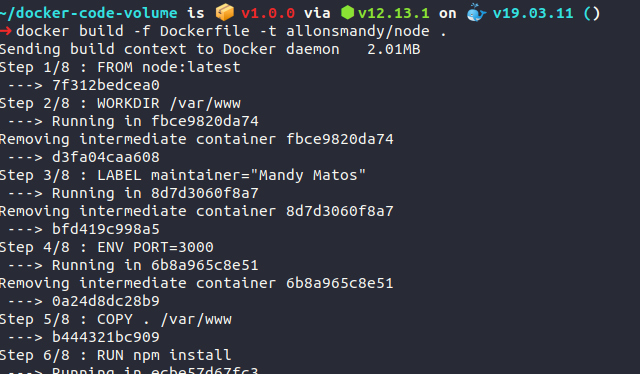 ~/docker-code-volume is 📦 v1.0.0 via ⬢ v12.13.1 on 🐳 v19.03.11 ()
➜ docker build -f Dockerfile -t allonsmandy/node .
Sending build context to Docker daemon   2.01MB
Step 1/8 : FROM node:latest
 ---> 7f312bedcea0
Step 2/8 : WORKDIR /var/www
 ---> Running in fbce9820da74
Removing intermediate container fbce9820da74
 ---> d3fa04caa608
Step 3/8 : LABEL maintainer="Mandy Matos"
 ---> Running in 8d7d3060f8a7
Removing intermediate container 8d7d3060f8a7
 ---> bfd419c998a5
Step 4/8 : ENV PORT=3000
 ---> Running in 6b8a965c8e51
Removing intermediate container 6b8a965c8e51
 ---> 0a24d8dc28b9
Step 5/8 : COPY . /var/www
 ---> b444321bc909
Step 6/8 : RUN npm install
 ---> Running in ecbe57d67fc3